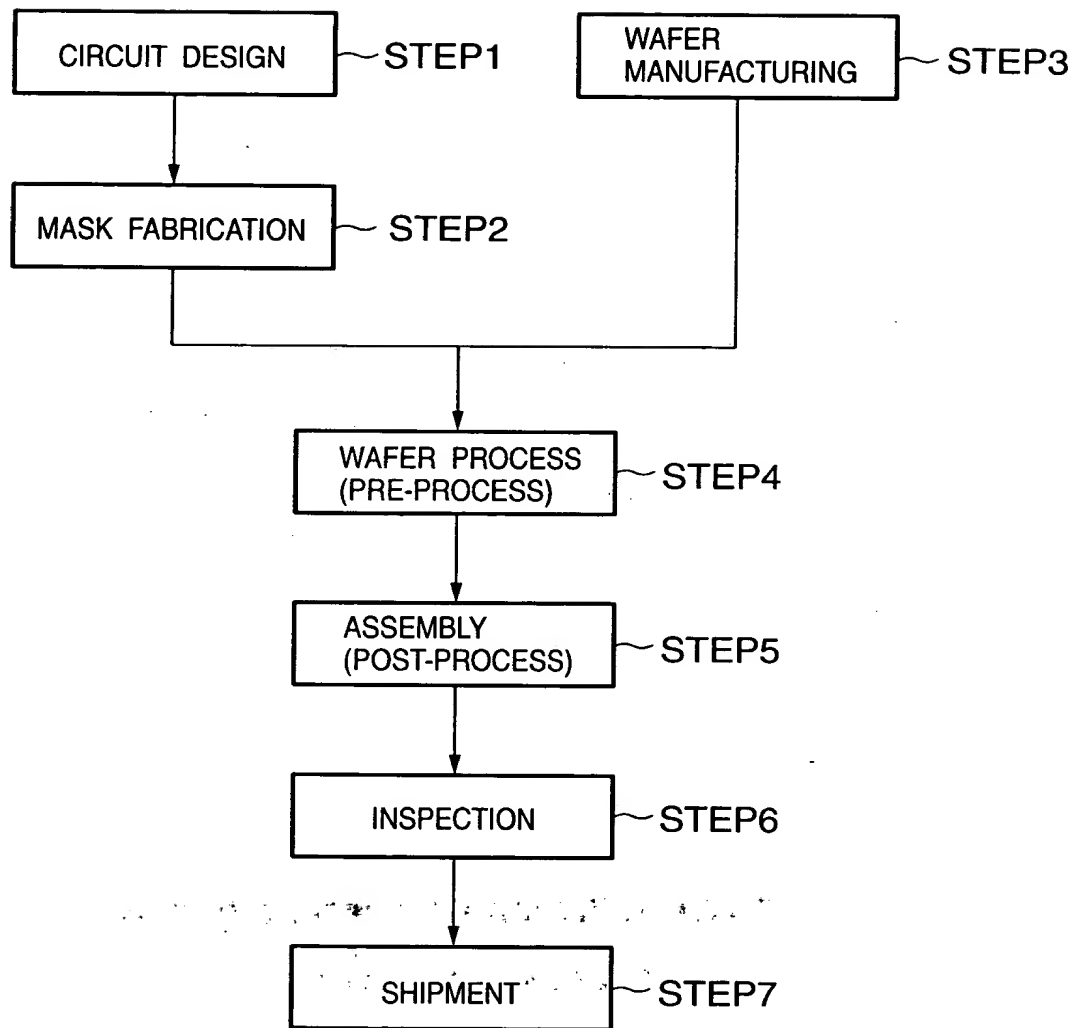 CIRCUIT DESIGN
STEP1
WAFER
MANUFACTURING
STEP3
MASK FABRICATION
STEP2
WAFER PROCESS
(PRE-PROCESS)
STEP4
ASSEMBLY
(POST-PROCESS)
STEP5
INSPECTION
STEP6
SHIPMENT
STEP7